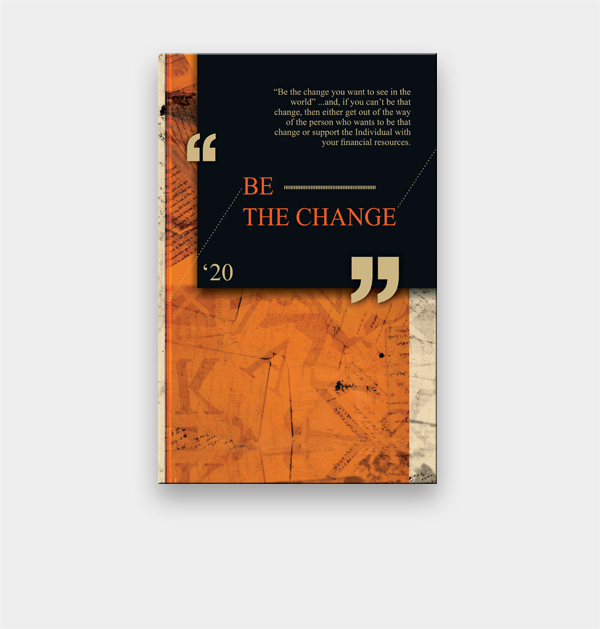 “Be the change you want to see in the
world” ...and, if you can’t be that
change, then either get out of the way
of the person who wants to be that
change or support the Individual with
your financial resources.
“
BE
THE CHANGE
”
‘20